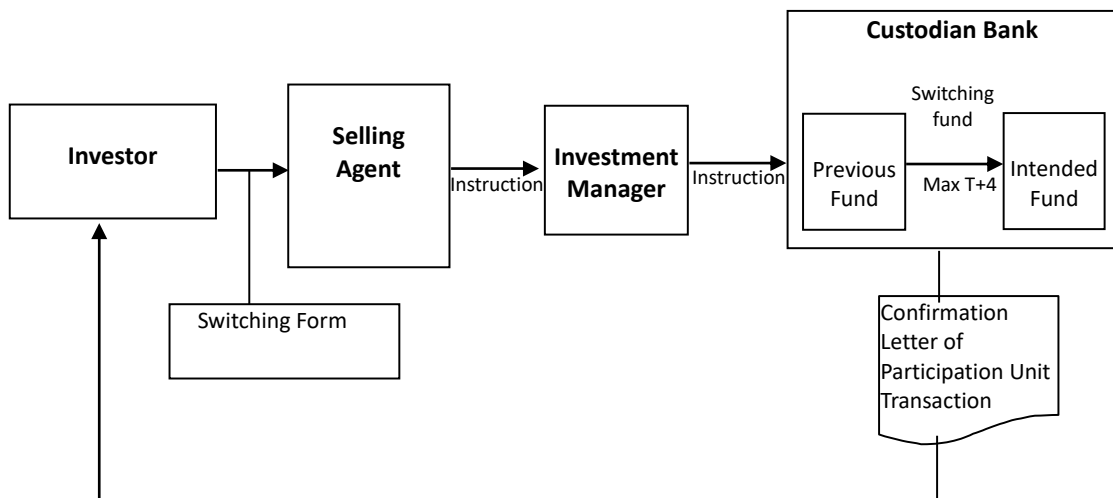 Custodian Bank
Investor
Selling
Agent
Instruction
Investment
Manager
Instruction
Switching
fund
Previous
Fund
Max T+4
Intended
Fund
Switching Form
Confirmation
Letter of
Participation Unit
Transaction